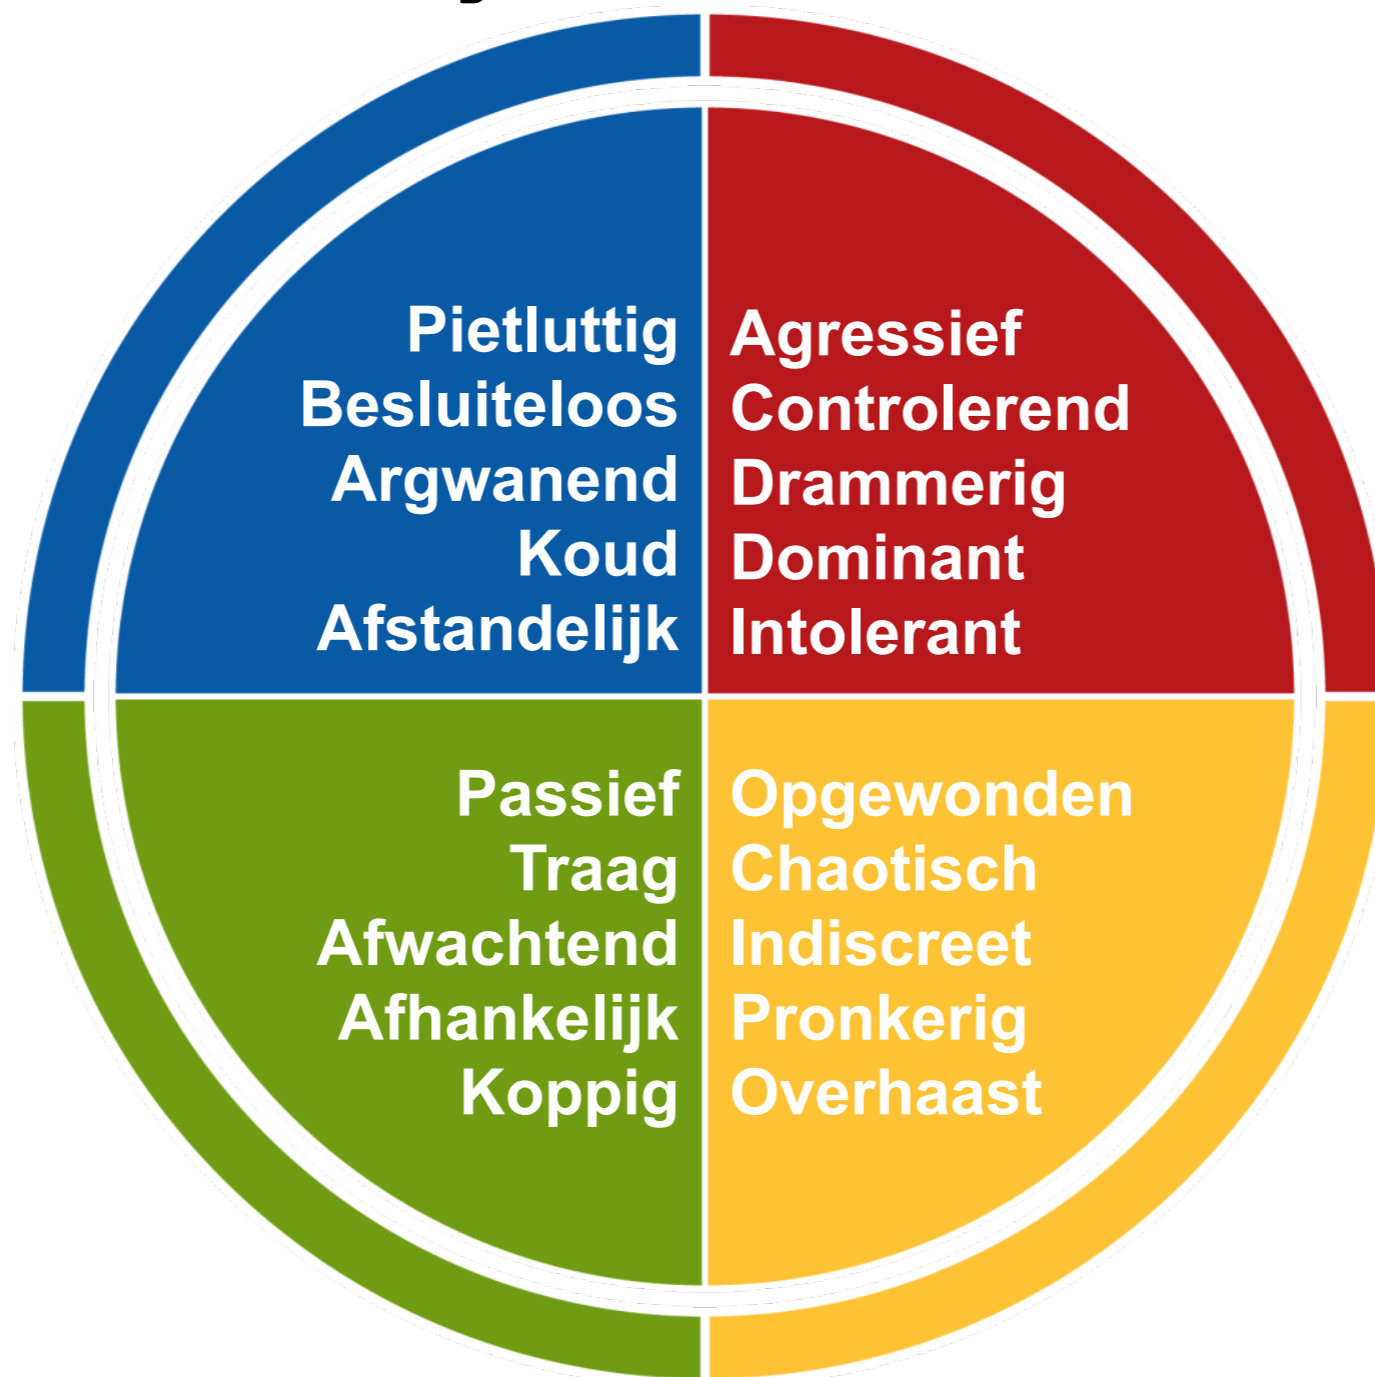 Pietluttig
Besluiteloos
Argwanend
Koud
Afstandelijk
Agressief
Controlerend
Drammerig
Dominant
Intolerant
Passief
Traag
Afwachtend
Afhankelijk
Koppig
Opgewonden
Chaotisch
Indiscreet
Pronkerig
Overhaast